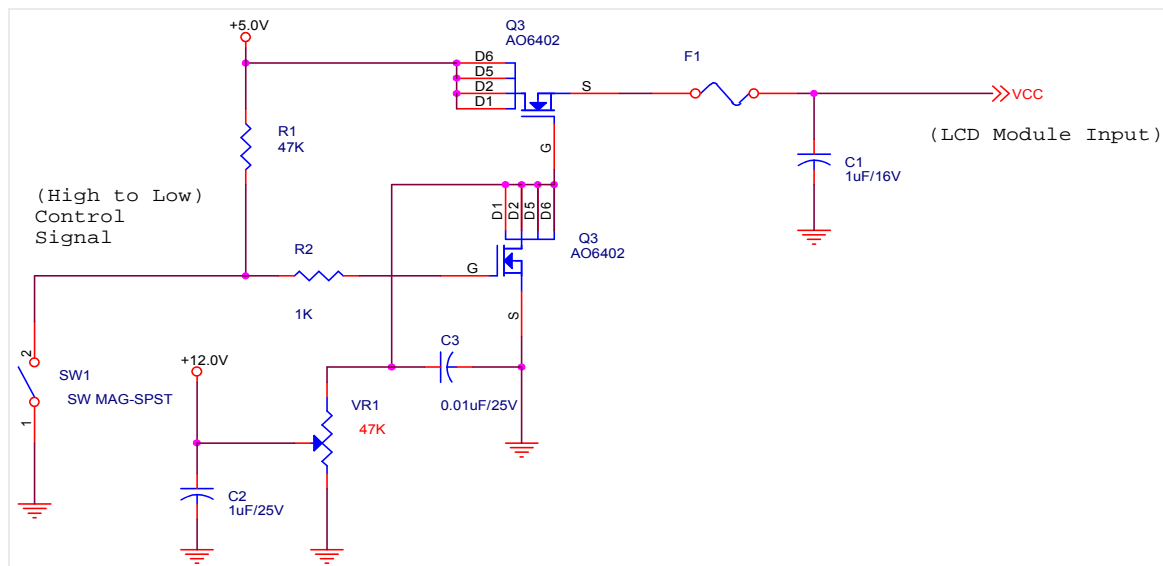 +5.0V
Q3
AO6402
D6
D5
D2
D1
S
G
F1
VCC
(LCD Module Input)
R1
47K
C1
1uF/16V
(High to Low)
Control
Signal
D1
D2
D5
D6
Q3
AO6402
R2
G
1K
S
C3
+12.0V
2
SW1
SW MAG-SPST
1
VR1
47K
0.01uF/25V
C2
1uF/25V